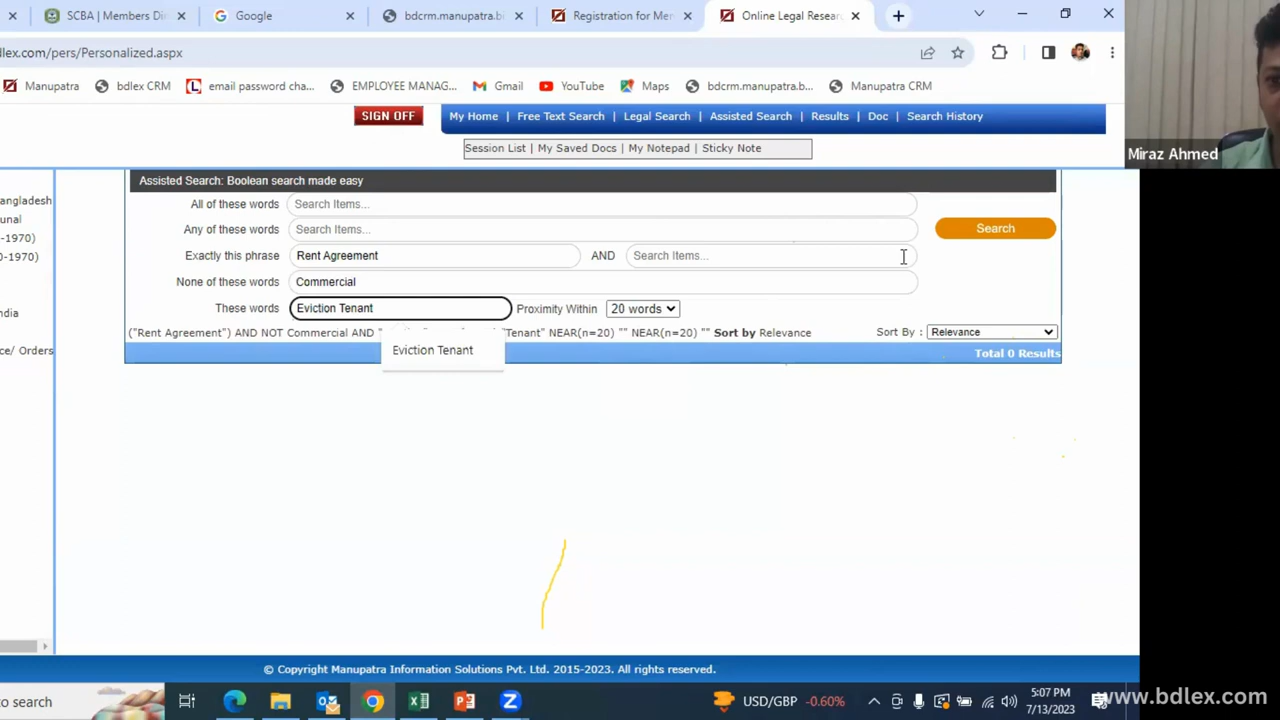 SCBA | Members Di
Google
bdcrm.manupatra.b
Registration for Mem
Online Legal Resear
dlex.com/pers/Personalized.aspx
Manupatra
bdlex CRM
email password cha...
EMPLOYEE MANAG...
Gmail
YouTube
Maps
bdcrm.manupatra.b...
Manupatra CRM
SIGN OFF
My Home | Free Text Search | Legal Search | Assisted Search | Results | Doc | Search History
Session List | My Saved Docs | My Notepad | Sticky Note
Miraz Ahmed
Assisted Search: Boolean search made easy
angladesh
unal
-1970)
0-1970)
ndia
ce/ Orders
All of these words Search Items...
Any of these words Search Items...
Search
Exactly this phrase Rent Agreement AND Search Items...
None of these words Commercial
These words Eviction Tenant Proximity Within 20 words
("Rent Agreement") AND NOT Commercial AND "Tenant" NEAR(n=20) "" NEAR(n=20) "" Sort by Relevance
Sort By : Relevance
Eviction Tenant
Total 0 Results
© Copyright Manupatra Information Solutions Pvt. Ltd. 2015-2023. All rights reserved.
to search
USD/GBP -0.60%
5:07 PM
7/13/2023
www.bdlex.com